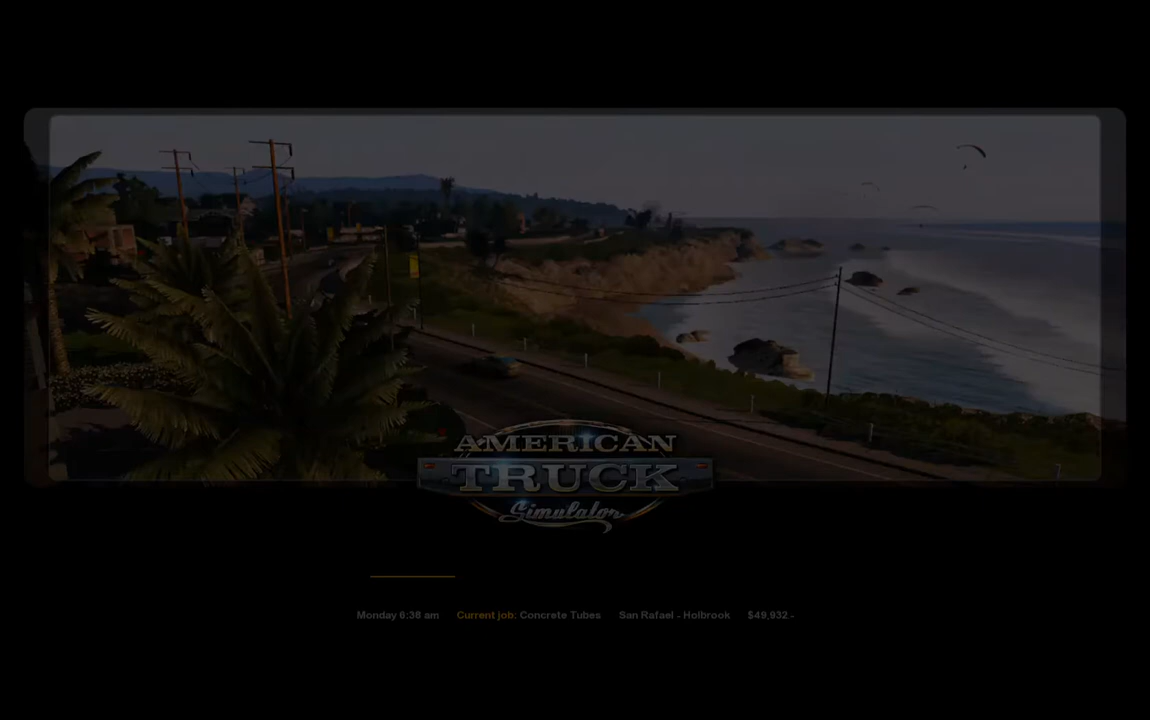 AMERICAN
TRUCK
Simulator
Monday 6:38 am Current job: Concrete Tubes San Rafael - Holbrook $49,932.-